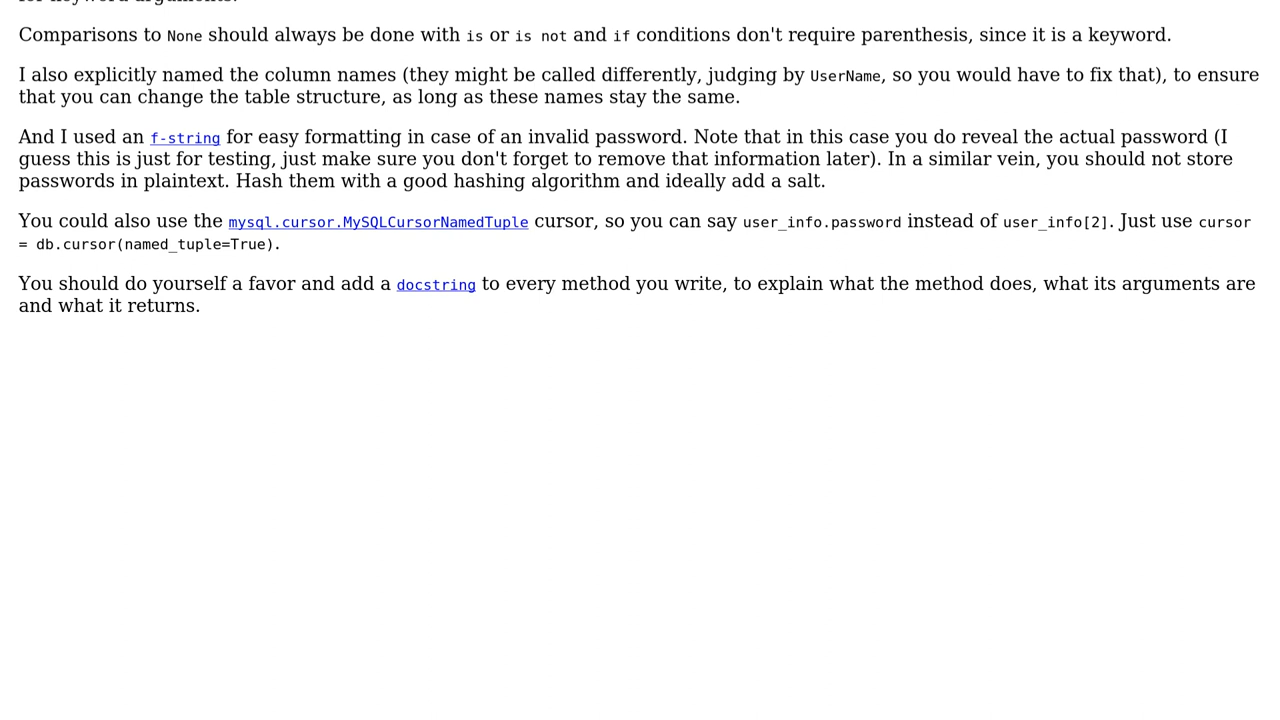 for keyword arguments.
Comparisons to None should always be done with is or is not and if conditions don't require parenthesis, since it is a keyword.
I also explicitly named the column names (they might be called differently, judging by UserName, so you would have to fix that), to ensure
that you can change the table structure, as long as these names stay the same.
And I used an f-string for easy formatting in case of an invalid password. Note that in this case you do reveal the actual password (I
guess this is just for testing, just make sure you don't forget to remove that information later). In a similar vein, you should not store
passwords in plaintext. Hash them with a good hashing algorithm and ideally add a salt.
You could also use the mysql.cursor.MySQLCursorNamedTuple cursor, so you can say user_info.password instead of user_info[2]. Just use cursor
= db.cursor(named_tuple=True).
You should do yourself a favor and add a docstring to every method you write, to explain what the method does, what its arguments are
and what it returns.